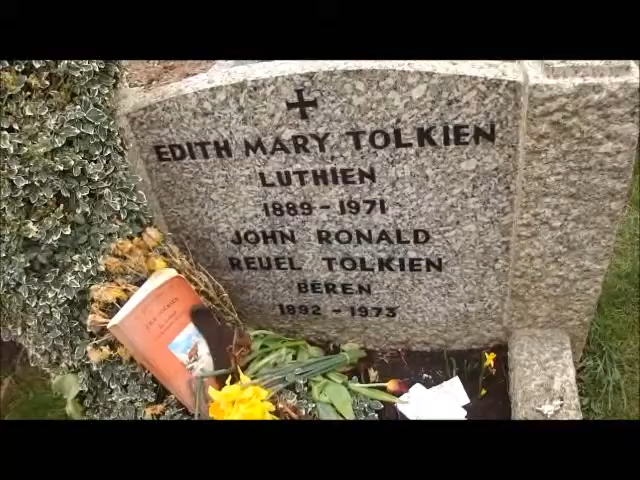 EDITH MARY TOLKIEN
LUTHIEN
1889 - 1971
JOHN RONALD
REUEL TOLKIEN
BEREN
1892 - 1973